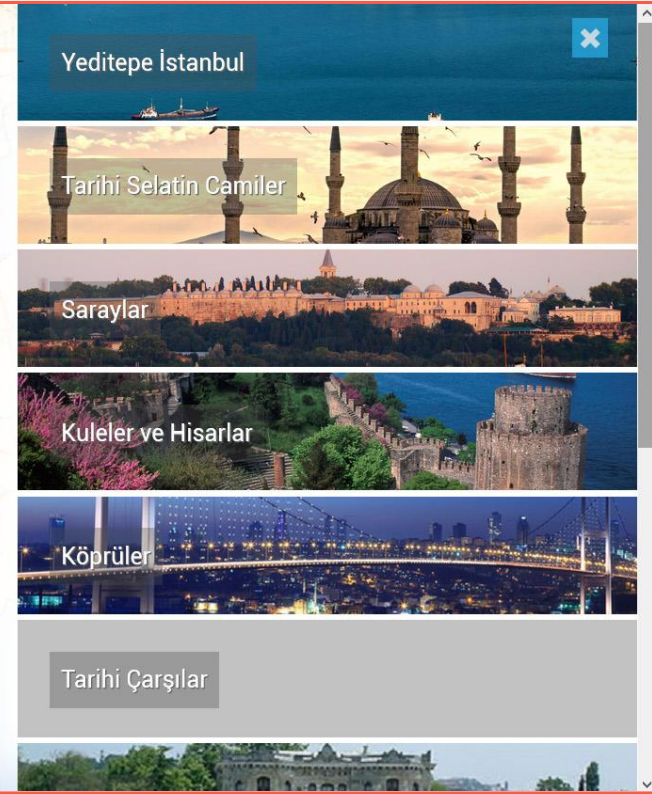 Yeditepe İstanbul
Tarihi Selatin Camiler
Saraylar
Kuleler ve Hisarlar
Köprüler
Tarihi Çarşılar